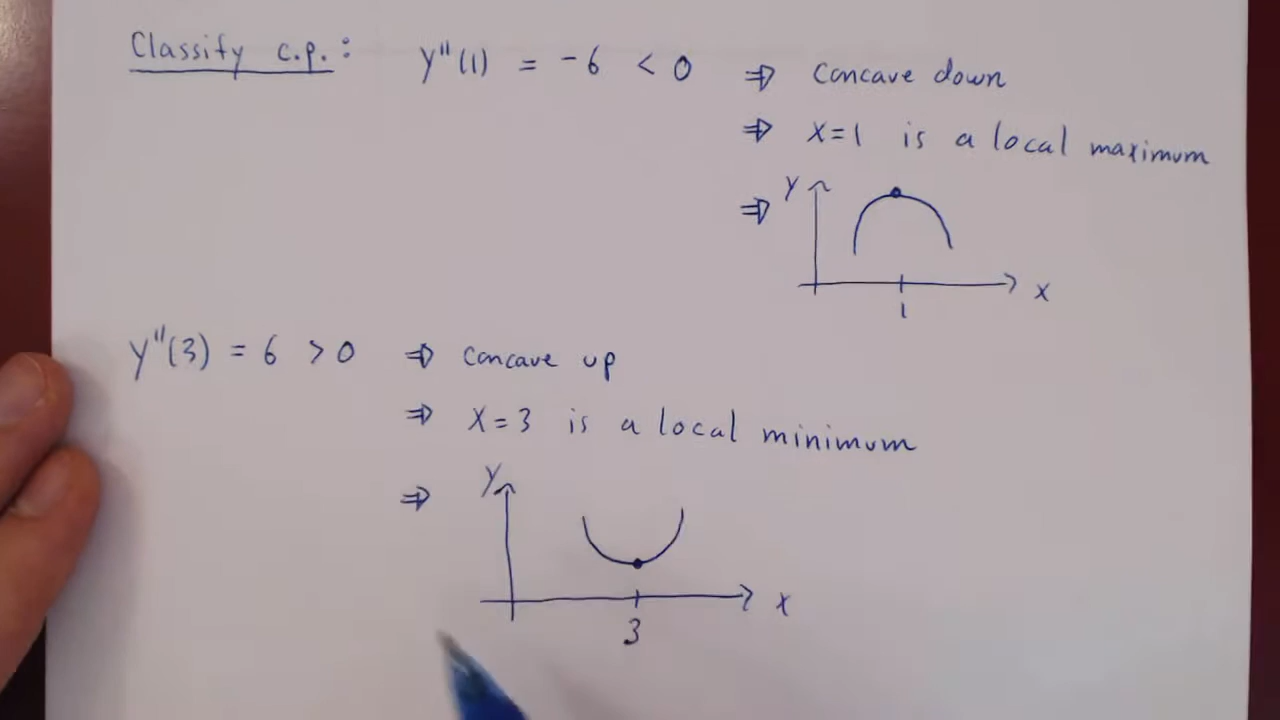 Classify c.p.: y''(1) = -6 < 0 ⇒ Concave down
⇒ x=1 is a local maximum
⇒ y
x
1
y''(3) = 6 > 0 ⇒ Concave up
⇒ x=3 is a local minimum
⇒ y
x
3